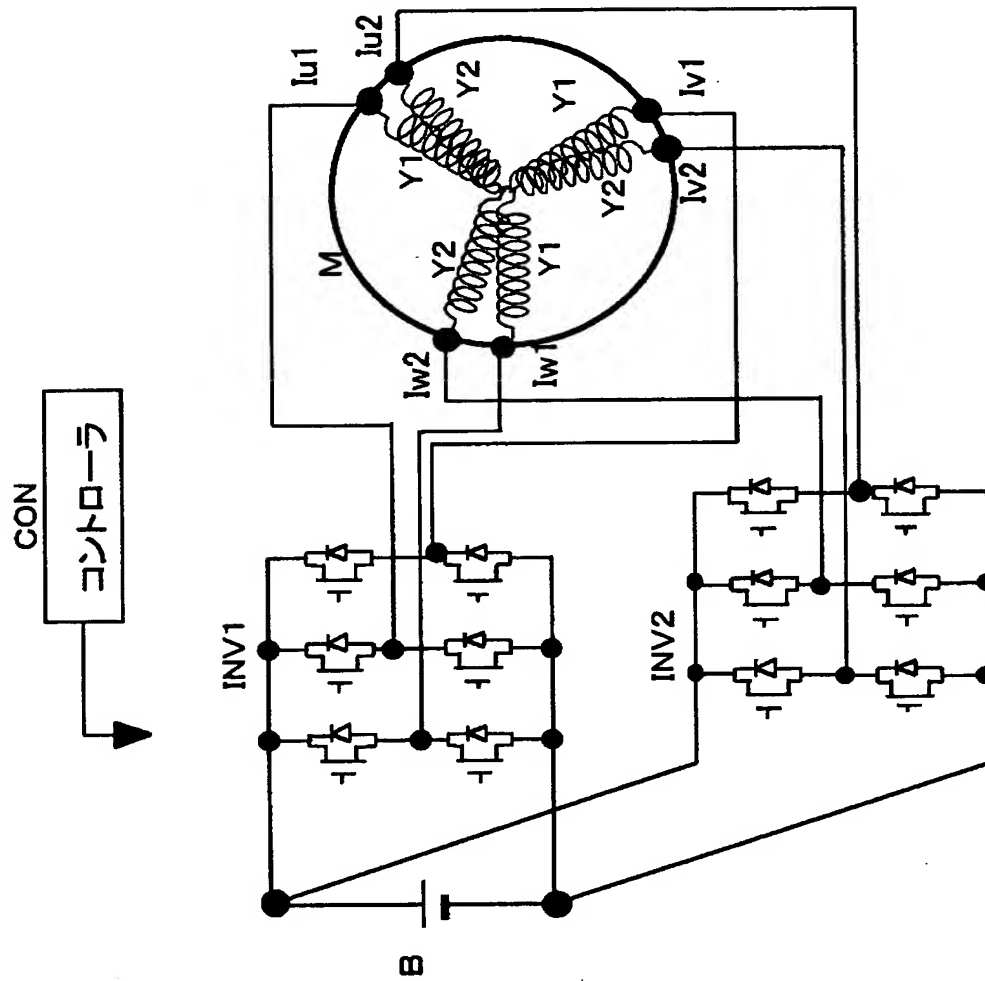 CON
コントローラ
INV1
INV2
B
M
Iu1
Iu2
Iv1
Iv2
Iw2
Iw1
Y1
Y2
Y1
Y2
Y2
Y1